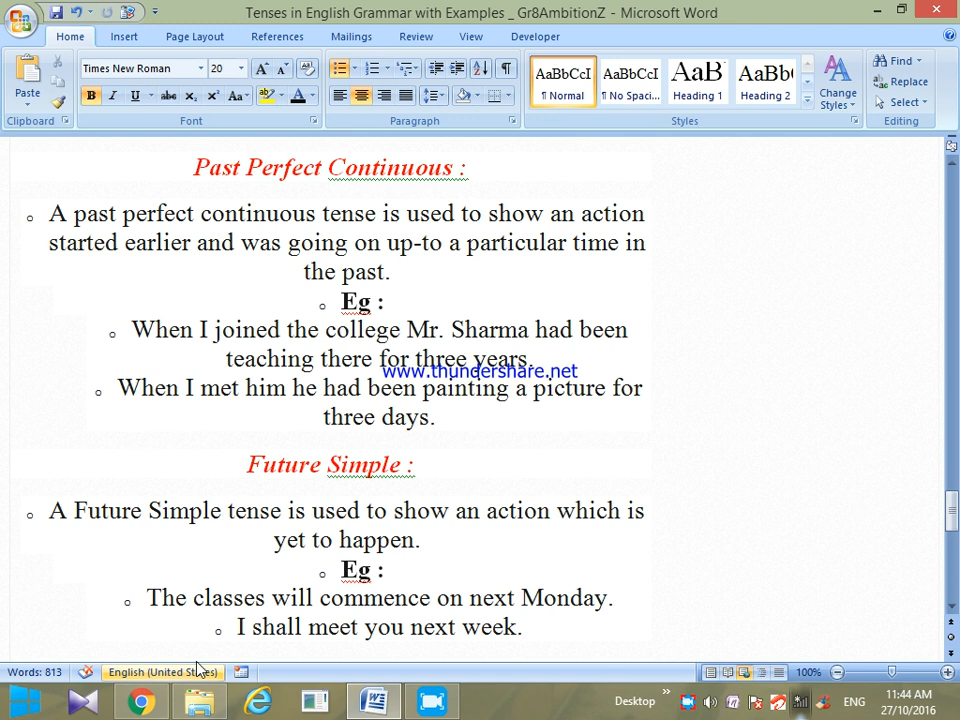 Tenses in English Grammar with Examples _ Gr8AmbitionZ - Microsoft Word
Home Insert Page Layout References Mailings Review View Developer
Paste
Times New Roman 20
B I U abc x₂ x² Aa
A A
AaBbCcI AaBbCcI AaB AaBb(
¶ Normal ¶ No Spaci... Heading 1 Heading 2
Change Styles
Find
Replace
Select
Clipboard Font Paragraph Styles Editing
Past Perfect Continuous :
A past perfect continuous tense is used to show an action
started earlier and was going on up-to a particular time in
the past.
Eg :
When I joined the college Mr. Sharma had been
teaching there for three years.
www.thundershare.net
When I met him he had been painting a picture for
three days.
Future Simple :
A Future Simple tense is used to show an action which is
yet to happen.
Eg :
The classes will commence on next Monday.
I shall meet you next week.
Words: 813 English (United States) 100%
Desktop » ENG 11:44 AM
27/10/2016